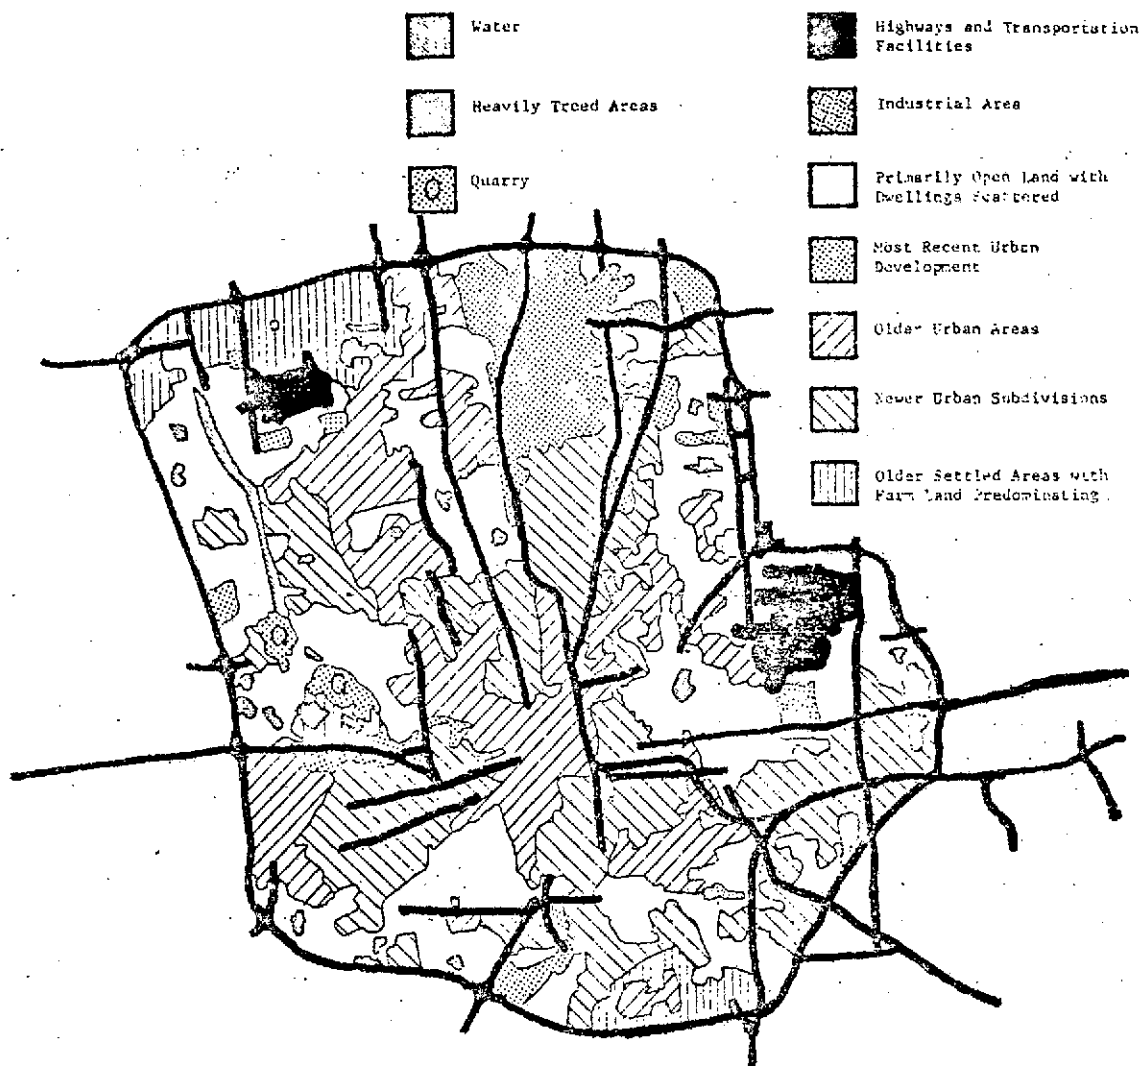 Water
Heavily Treed Areas
Quarry
Highways and Transportation
Facilities
Industrial Area
Primarily Open Land with
Dwellings Scattered
Most Recent Urban
Development
Older Urban Areas
Newer Urban Subdivisions
Older Settled Areas with
Farm Land Predominating